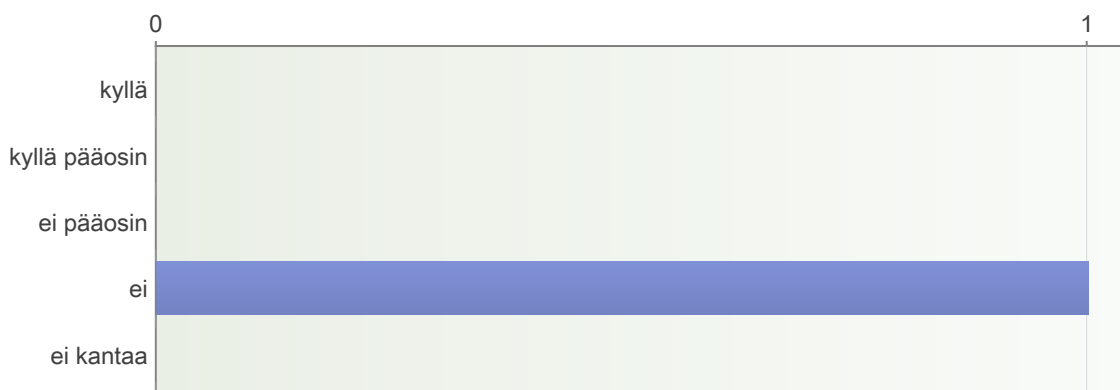 0 1
kyllä
kyllä pääosin
ei pääosin
ei
ei kantaa